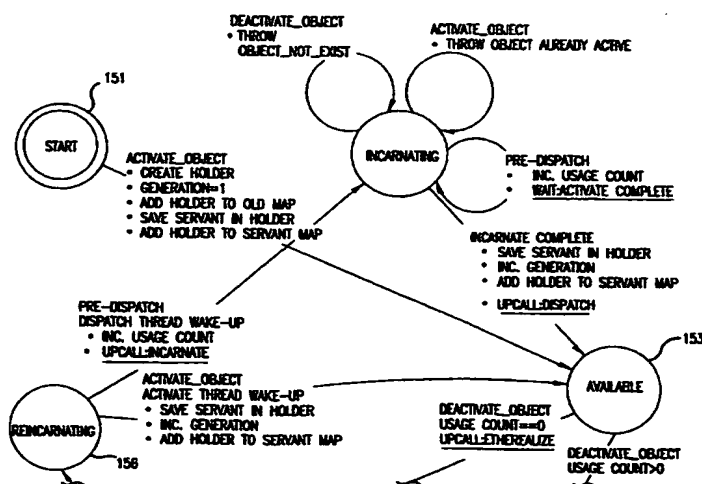 DEACTIVATE_OBJECT
• THROW
OBJECT_NOT_EXIST
ACTIVATE_OBJECT
• THROW OBJECT ALREADY ACTIVE
151
START
INCARNATING
ACTIVATE_OBJECT
• CREATE HOLDER
• GENERATION=1
• ADD HOLDER TO OLD MAP
• SAVE SERVANT IN HOLDER
• ADD HOLDER TO SERVANT MAP
PRE-DISPATCH
• INC. USAGE COUNT
• WAIT:ACTIVATE COMPLETE
INCARNATE COMPLETE
• SAVE SERVANT IN HOLDER
• INC. GENERATION
• ADD HOLDER TO SERVANT MAP
• UPCALL:DISPATCH
PRE-DISPATCH
DISPATCH THREAD WAKE-UP
• INC. USAGE COUNT
• UPCALL:INCARNATE
153
AVAILABLE
ACTIVATE_OBJECT
ACTIVATE THREAD WAKE-UP
• SAVE SERVANT IN HOLDER
• INC. GENERATION
• ADD HOLDER TO SERVANT MAP
REINCARNATING
156
DEACTIVATE_OBJECT
USAGE COUNT==0
UPCALL:ETHEREALIZE
DEACTIVATE_OBJECT
USAGE COUNT>0